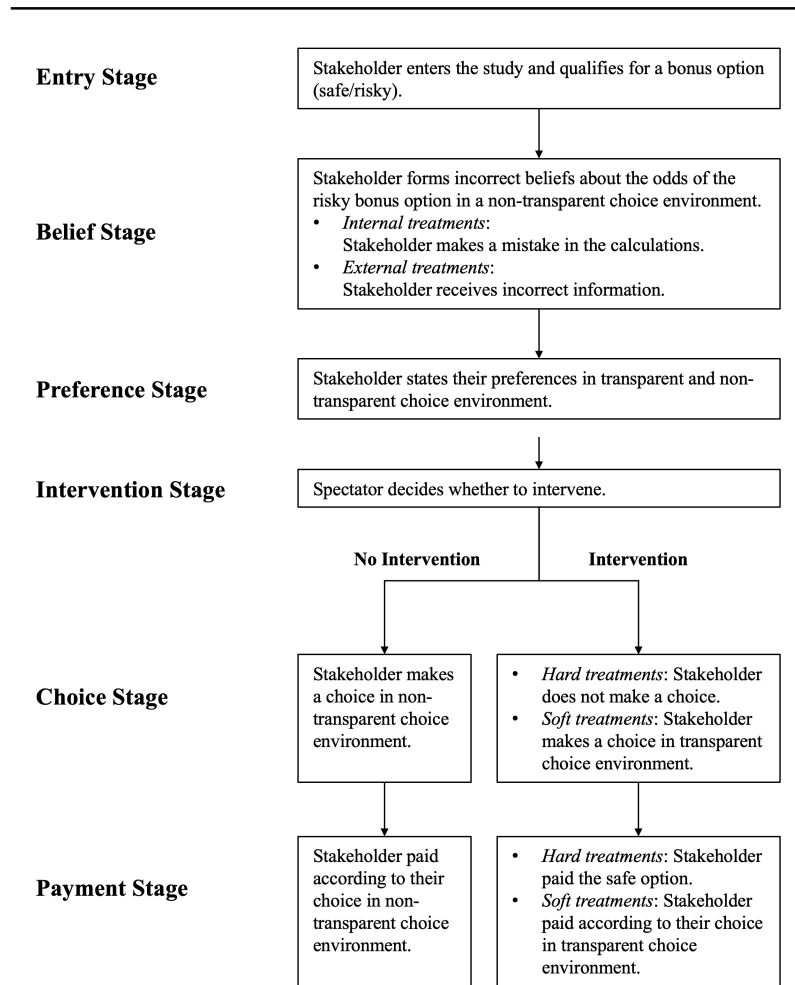 Entry Stage
Stakeholder enters the study and qualifies for a bonus option
(safe/risky).
Belief Stage
Stakeholder forms incorrect beliefs about the odds of the
risky bonus option in a non-transparent choice environment.
• Internal treatments:
Stakeholder makes a mistake in the calculations.
• External treatments:
Stakeholder receives incorrect information.
Preference Stage
Stakeholder states their preferences in transparent and non-
transparent choice environment.
Intervention Stage
Spectator decides whether to intervene.
No Intervention
Intervention
Choice Stage
Stakeholder makes
a choice in non-
transparent choice
environment.
• Hard treatments: Stakeholder
does not make a choice.
• Soft treatments: Stakeholder
makes a choice in transparent
choice environment.
Payment Stage
Stakeholder paid
according to their
choice in non-
transparent choice
environment.
• Hard treatments: Stakeholder
paid the safe option.
• Soft treatments: Stakeholder
paid according to their choice
in transparent choice
environment.